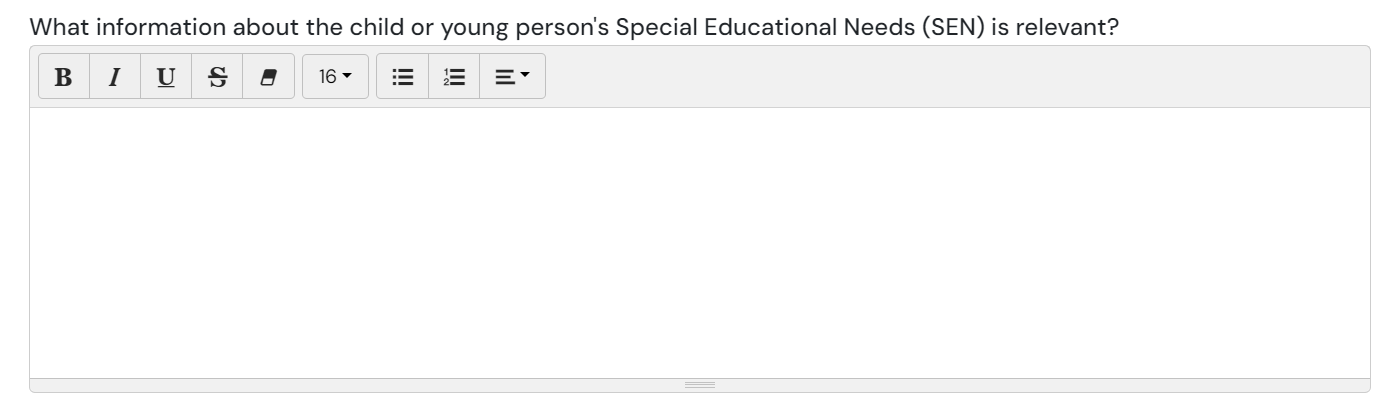 What information about the child or young person's Special Educational Needs (SEN) is relevant?
B I U S 16